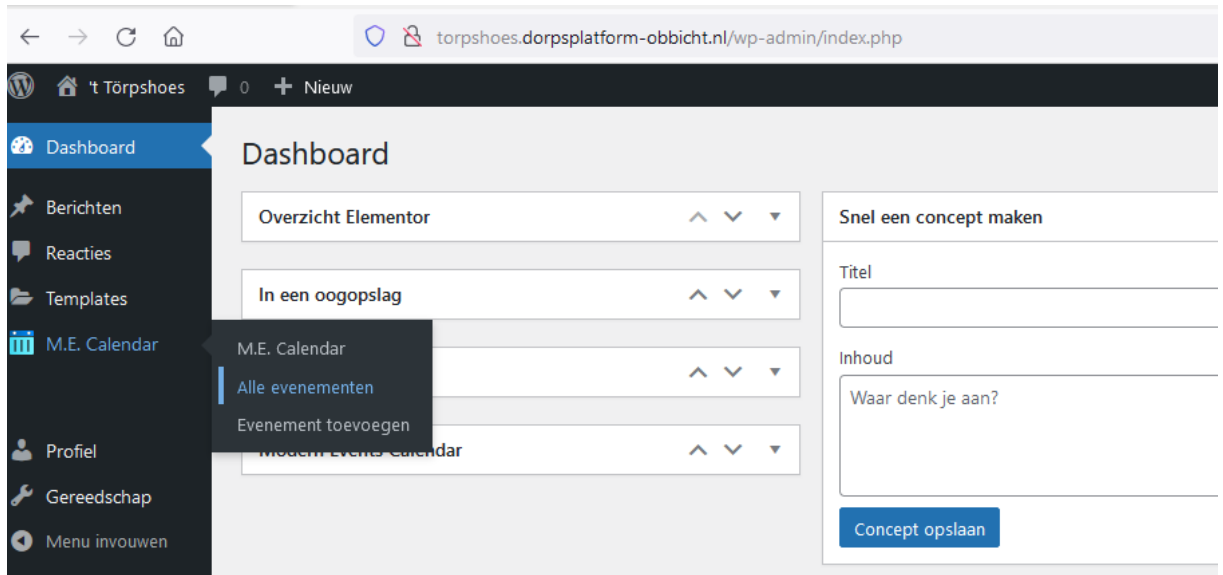 torpshoes.dorpsplatform-obbicht.nl/wp-admin/index.php
't Törpshoes 0 + Nieuw
Dashboard
Berichten
Reacties
Templates
M.E. Calendar
Profiel
Gereedschap
Menu invouwen
M.E. Calendar
Alle evenementen
Evenement toevoegen
Dashboard
Overzicht Elementor
In een oogopslag
Modern Events Calendar
Snel een concept maken
Titel
Inhoud
Waar denk je aan?
Concept opslaan